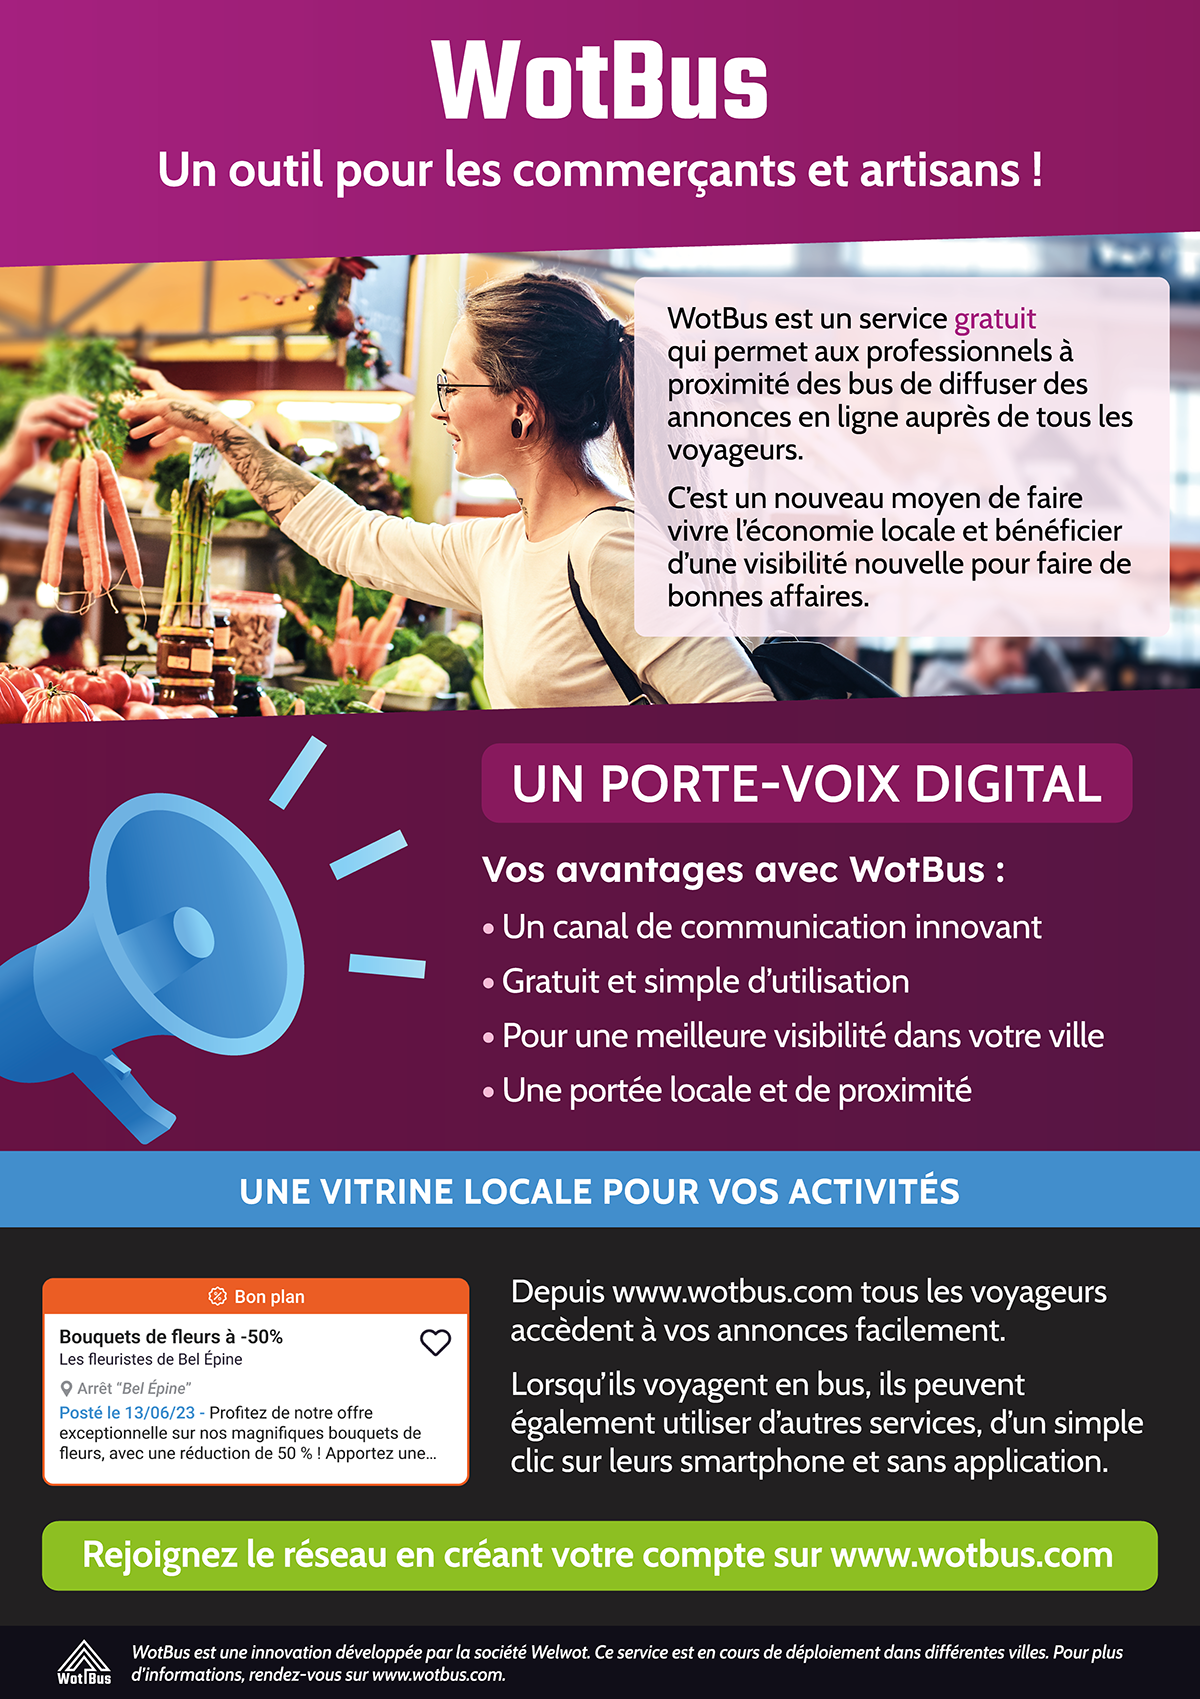 WotBus
Un outil pour les commerçants et artisans !
WotBus est un service gratuit
qui permet aux professionnels à
proximité des bus de diffuser des
annonces en ligne auprès de tous les
voyageurs.
C’est un nouveau moyen de faire
vivre l’économie locale et bénéficier
d’une visibilité nouvelle pour faire de
bonnes affaires.
UN PORTE-VOIX DIGITAL
Vos avantages avec WotBus :
• Un canal de communication innovant
• Gratuit et simple d’utilisation
• Pour une meilleure visibilité dans votre ville
• Une portée locale et de proximité
UNE VITRINE LOCALE POUR VOS ACTIVITÉS
Bon plan
Bouquets de fleurs à -50%
Les fleuristes de Bel Épine
Arrêt "Bel Épine"
Posté le 13/06/23 - Profitez de notre offre
exceptionnelle sur nos magnifiques bouquets de
fleurs, avec une réduction de 50 % ! Apportez une...
Depuis www.wotbus.com tous les voyageurs
accèdent à vos annonces facilement.
Lorsqu’ils voyagent en bus, ils peuvent
également utiliser d’autres services, d’un simple
clic sur leurs smartphone et sans application.
Rejoignez le réseau en créant votre compte sur www.wotbus.com
WotBus
WotBus est une innovation développée par la société Welwot. Ce service est en cours de déploiement dans différentes villes. Pour plus
d’informations, rendez-vous sur www.wotbus.com.